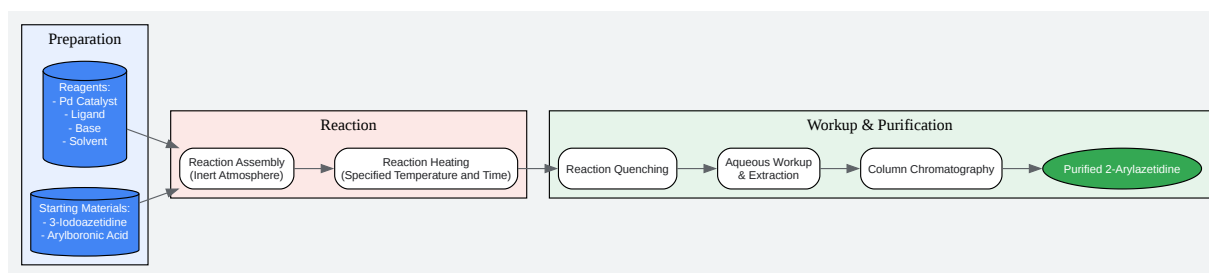 Preparation
Reagents:
- Pd Catalyst
- Ligand
- Base
- Solvent
Starting Materials:
- 3-Iodoazetidine
- Arylboronic Acid
Reaction
Reaction Assembly
(Inert Atmosphere)
Reaction Heating
(Specified Temperature and Time)
Workup & Purification
Reaction Quenching
Aqueous Workup
& Extraction
Column Chromatography
Purified 2-Arylazetidine